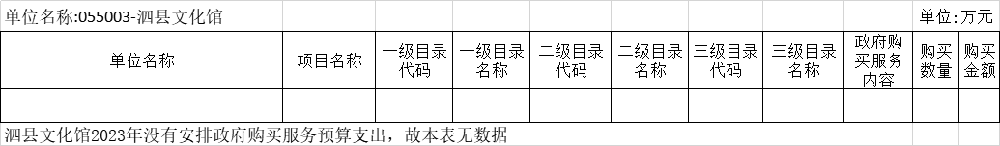 单位名称:055003-泗县文化馆 单位:万元
单位名称 项目名称 一级目录代码 一级目录名称 二级目录代码 二级目录名称 三级目录代码 三级目录名称 政府购买服务内容 购买数量 购买金额
泗县文化馆2023年没有安排政府购买服务预算支出，故本表无数据